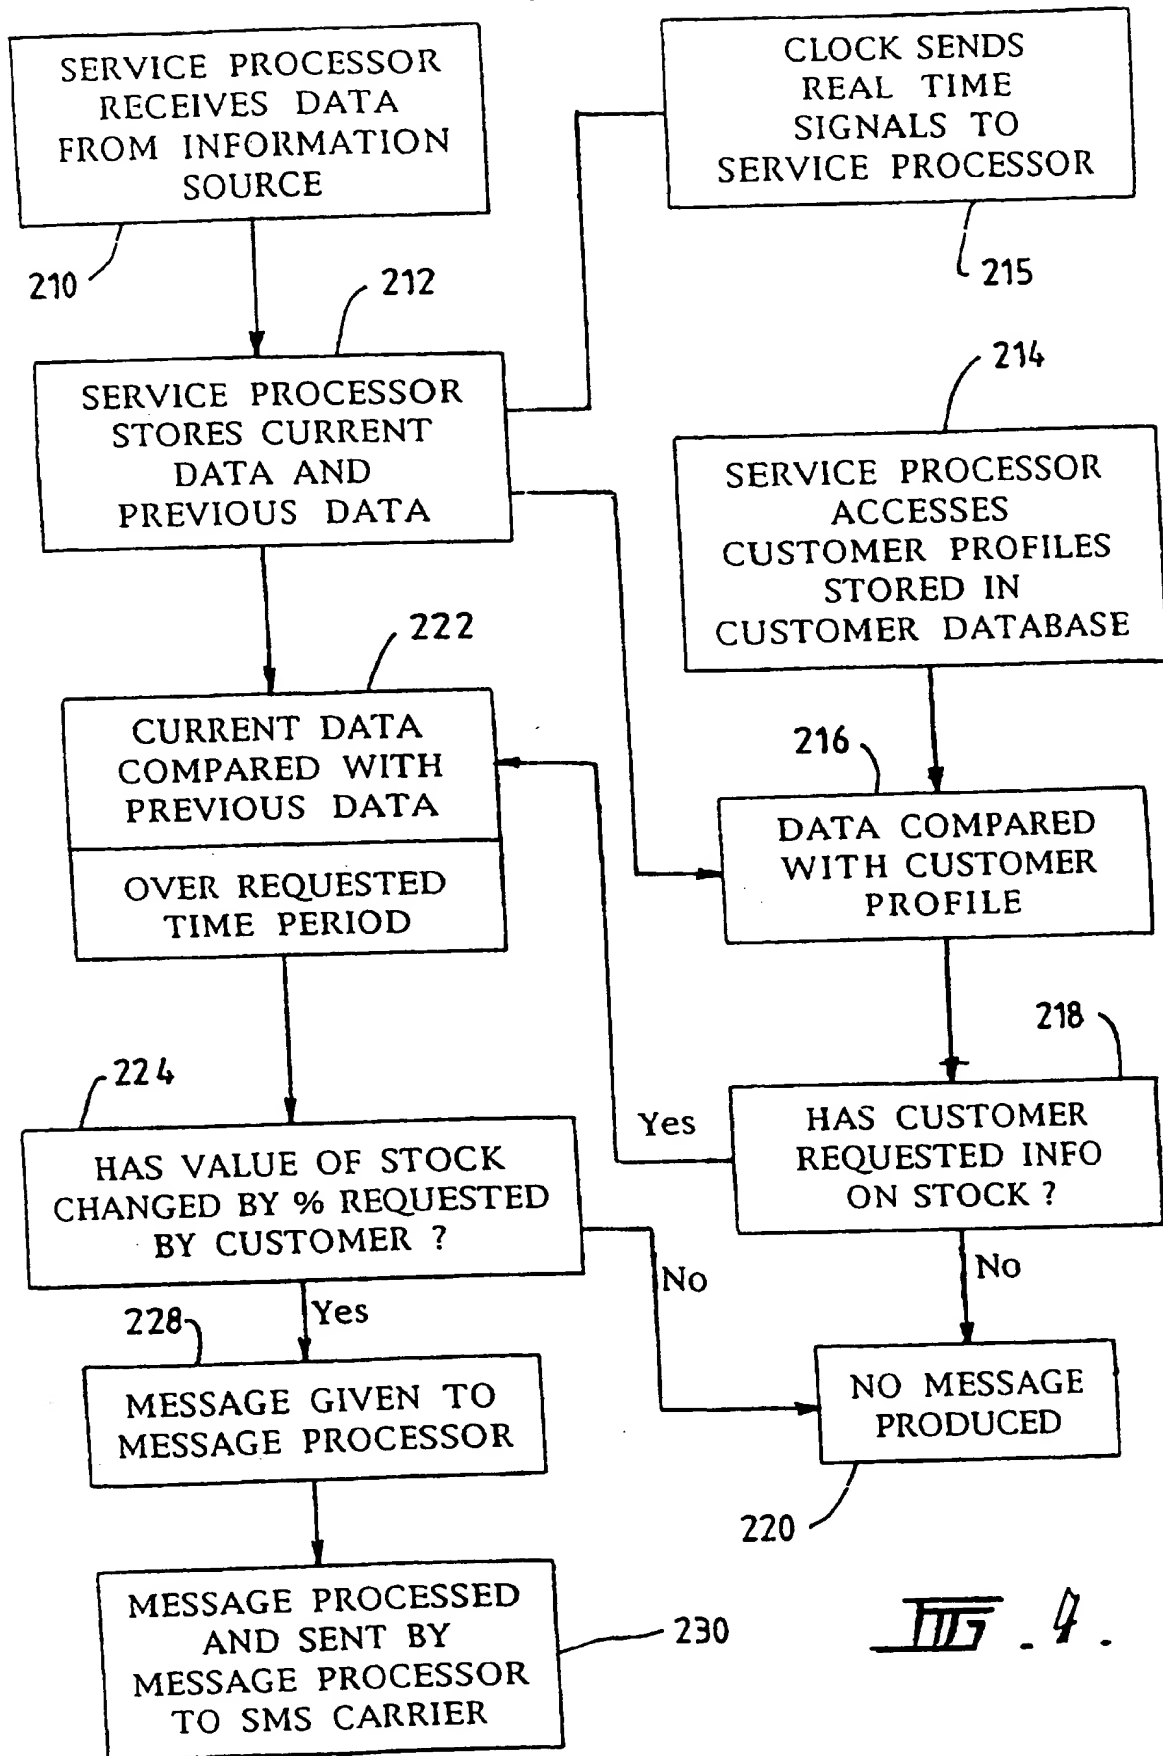 SERVICE PROCESSOR
RECEIVES DATA
FROM INFORMATION
SOURCE
210
CLOCK SENDS
REAL TIME
SIGNALS TO
SERVICE PROCESSOR
215
212
SERVICE PROCESSOR
STORES CURRENT
DATA AND
PREVIOUS DATA
214
SERVICE PROCESSOR
ACCESSES
CUSTOMER PROFILES
STORED IN
CUSTOMER DATABASE
222
CURRENT DATA
COMPARED WITH
PREVIOUS DATA
OVER REQUESTED
TIME PERIOD
216
DATA COMPARED
WITH CUSTOMER
PROFILE
218
HAS CUSTOMER
REQUESTED INFO
ON STOCK ?
Yes
No
224
HAS VALUE OF STOCK
CHANGED BY % REQUESTED
BY CUSTOMER ?
No
Yes
228
MESSAGE GIVEN TO
MESSAGE PROCESSOR
NO MESSAGE
PRODUCED
220
MESSAGE PROCESSED
AND SENT BY
MESSAGE PROCESSOR
TO SMS CARRIER
230
FIG